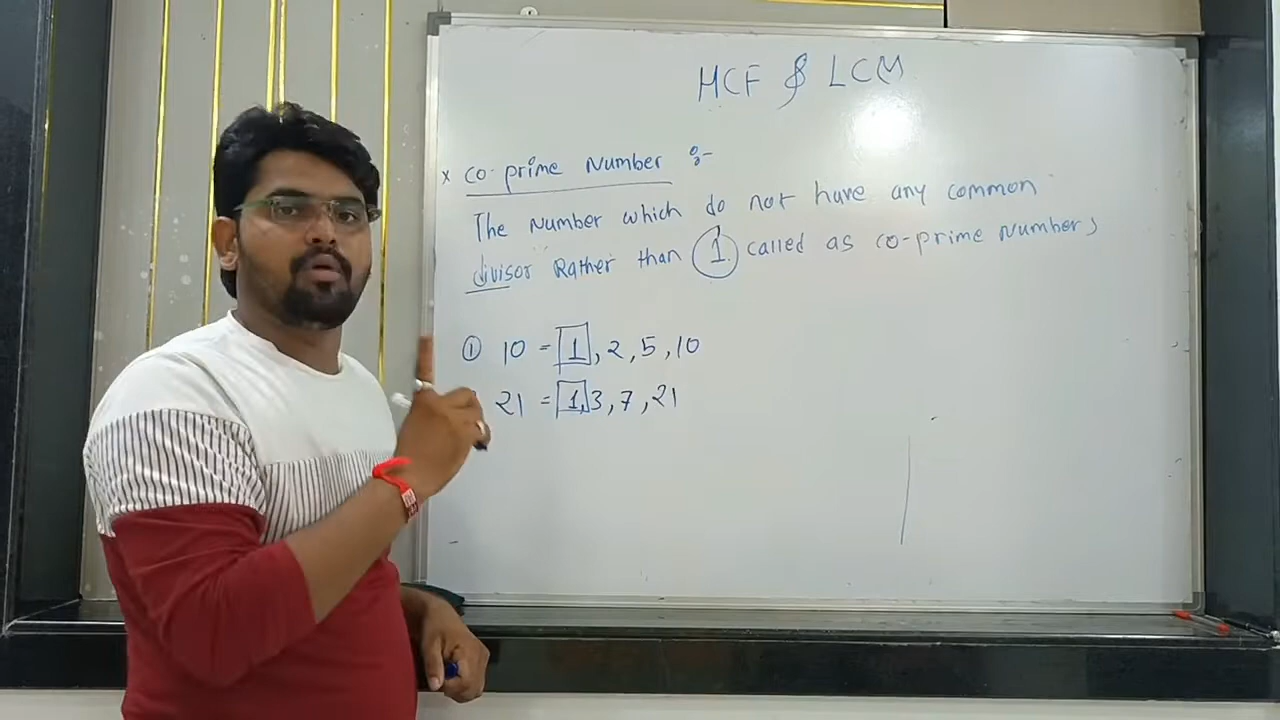 HCF & LCM
x co-prime Number :-
The Number which do not have any common
divisor Rather than 1 called as co-prime Numbers
① 10 = 1, 2, 5, 10
21 = 1, 3, 7, 21